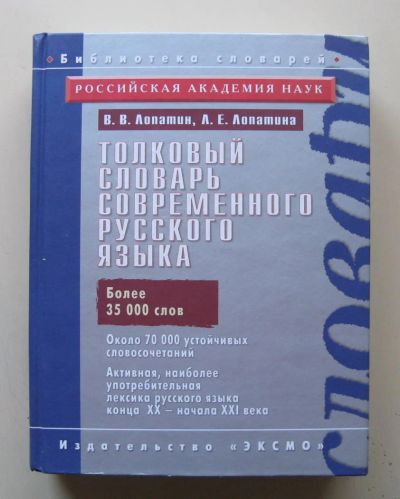 Библиотека словарей
РОССИЙСКАЯ АКАДЕМИЯ НАУК
В. В. Лопатин, Л. Е. Лопатина
ТОЛКОВЫЙ
СЛОВАРЬ
СОВРЕМЕННОГО
РУССКОГО
ЯЗЫКА
Более
35 000 слов
Около 70 000 устойчивых
словосочетаний
Активная, наиболее
употребительная
лексика русского языка
конца XX – начала XXI века
Издательство «ЭКСМО»
словари